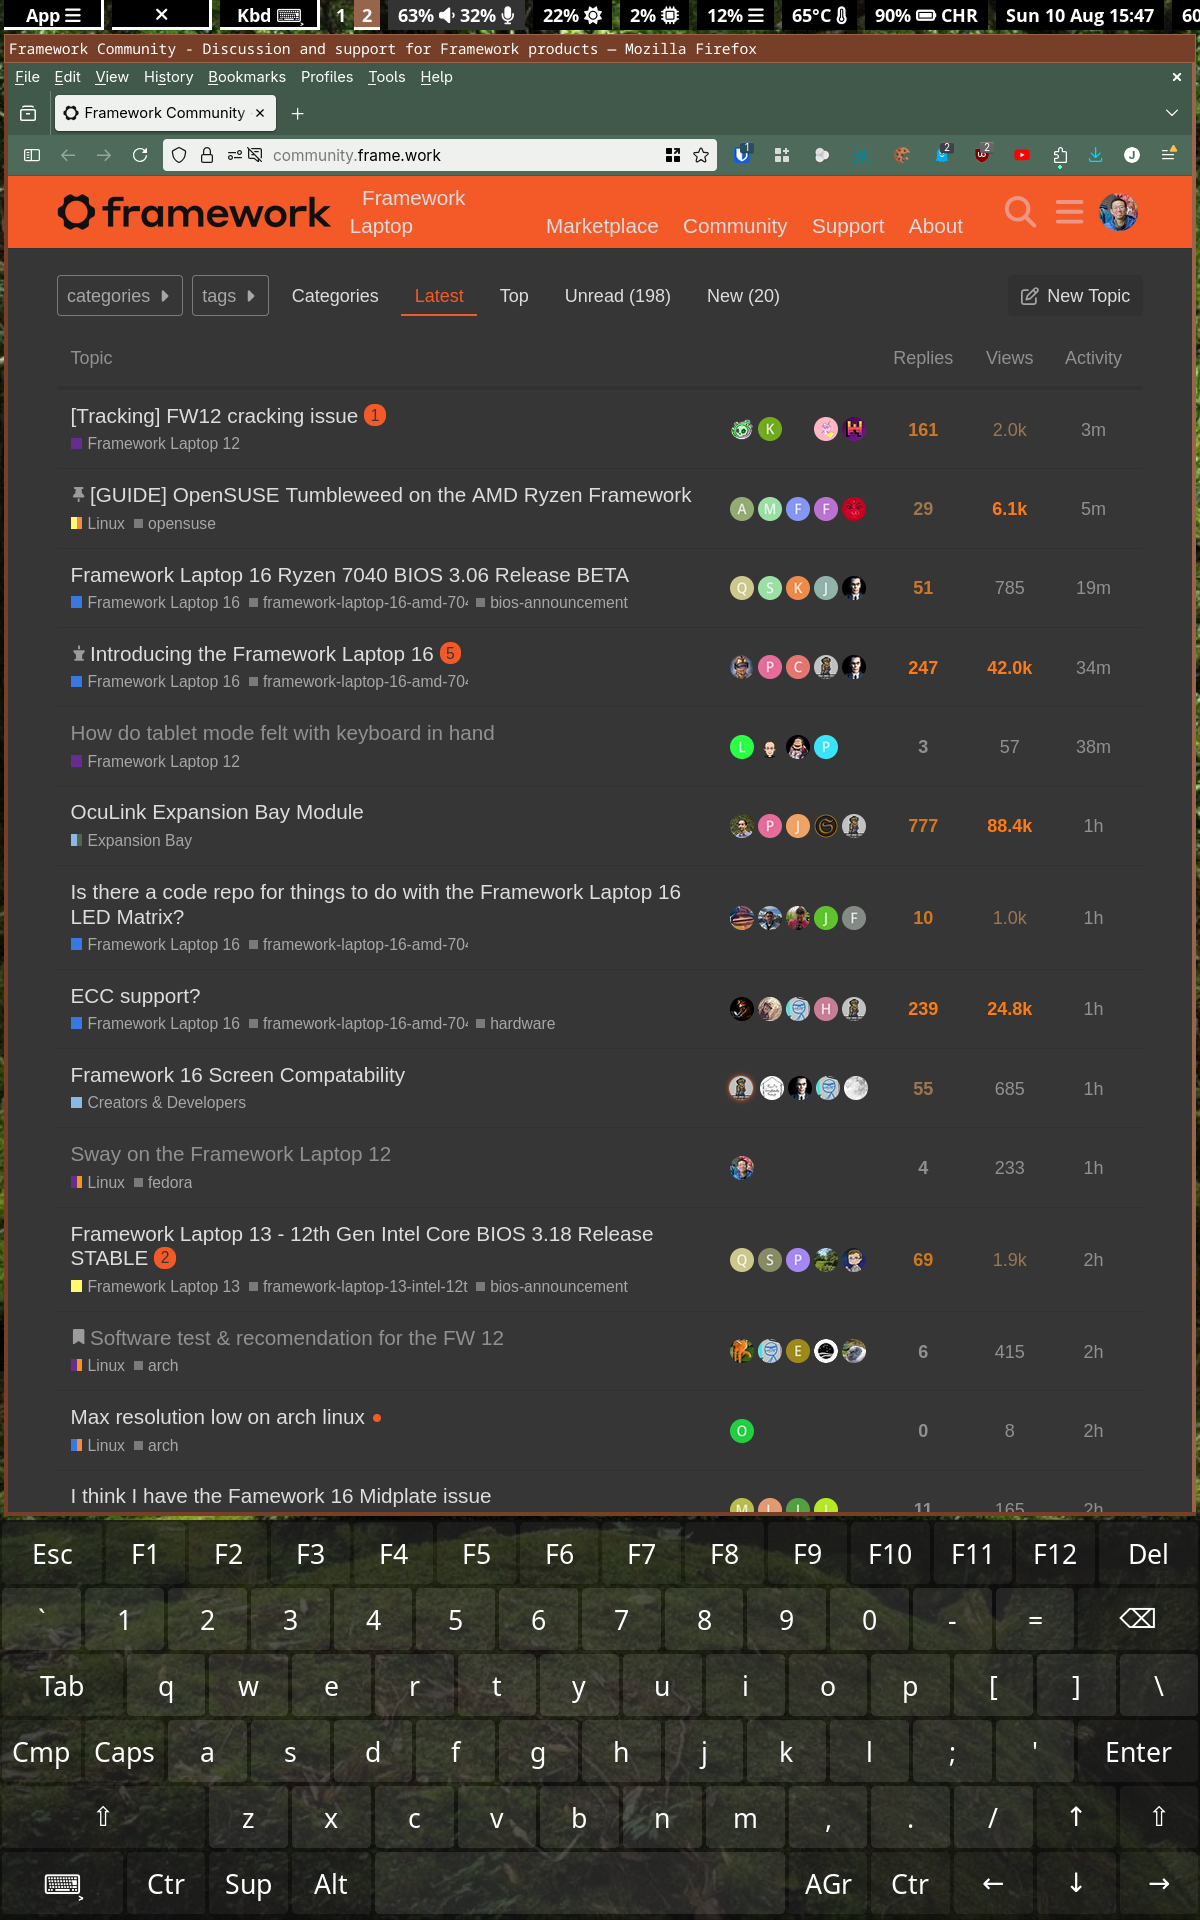 App ☰ ✕ Kbd ⌨ 1 2 63% 32% 22% 2% 12% ☰ 65°C 90% CHR Sun 10 Aug 15:47 60
Framework Community - Discussion and support for Framework products — Mozilla Firefox
File Edit View History Bookmarks Profiles Tools Help ×
Framework Community × +
community.frame.work 1 2 2 J
framework Framework Laptop Marketplace Community Support About
categories tags Categories Latest Top Unread (198) New (20) New Topic
Topic Replies Views Activity
[Tracking] FW12 cracking issue 1 K 161 2.0k 3m
Framework Laptop 12
[GUIDE] OpenSUSE Tumbleweed on the AMD Ryzen Framework A M F F 29 6.1k 5m
Linux opensuse
Framework Laptop 16 Ryzen 7040 BIOS 3.06 Release BETA Q S K J 51 785 19m
Framework Laptop 16 framework-laptop-16-amd-704 bios-announcement
Introducing the Framework Laptop 16 5 P C 247 42.0k 34m
Framework Laptop 16 framework-laptop-16-amd-704
How do tablet mode felt with keyboard in hand L P 3 57 38m
Framework Laptop 12
OcuLink Expansion Bay Module P J 777 88.4k 1h
Expansion Bay
Is there a code repo for things to do with the Framework Laptop 16
LED Matrix? J F 10 1.0k 1h
Framework Laptop 16 framework-laptop-16-amd-704
ECC support? H 239 24.8k 1h
Framework Laptop 16 framework-laptop-16-amd-704 hardware
Framework 16 Screen Compatability 55 685 1h
Creators & Developers
Sway on the Framework Laptop 12 4 233 1h
Linux fedora
Framework Laptop 13 - 12th Gen Intel Core BIOS 3.18 Release
STABLE 2 Q S P 69 1.9k 2h
Framework Laptop 13 framework-laptop-13-intel-12t bios-announcement
Software test & recomendation for the FW 12 E 6 415 2h
Linux arch
Max resolution low on arch linux O 0 8 2h
Linux arch
I think I have the Famework 16 Midplate issue 11 165 2h
Esc F1 F2 F3 F4 F5 F6 F7 F8 F9 F10 F11 F12 Del
` 1 2 3 4 5 6 7 8 9 0 - = ⌫
Tab q w e r t y u i o p [ ] \
Cmp Caps a s d f g h j k l ; ' Enter
⇧ z x c v b n m , . / ↑ ⇧
⌨ Ctr Sup Alt AGr Ctr ← ↓ →